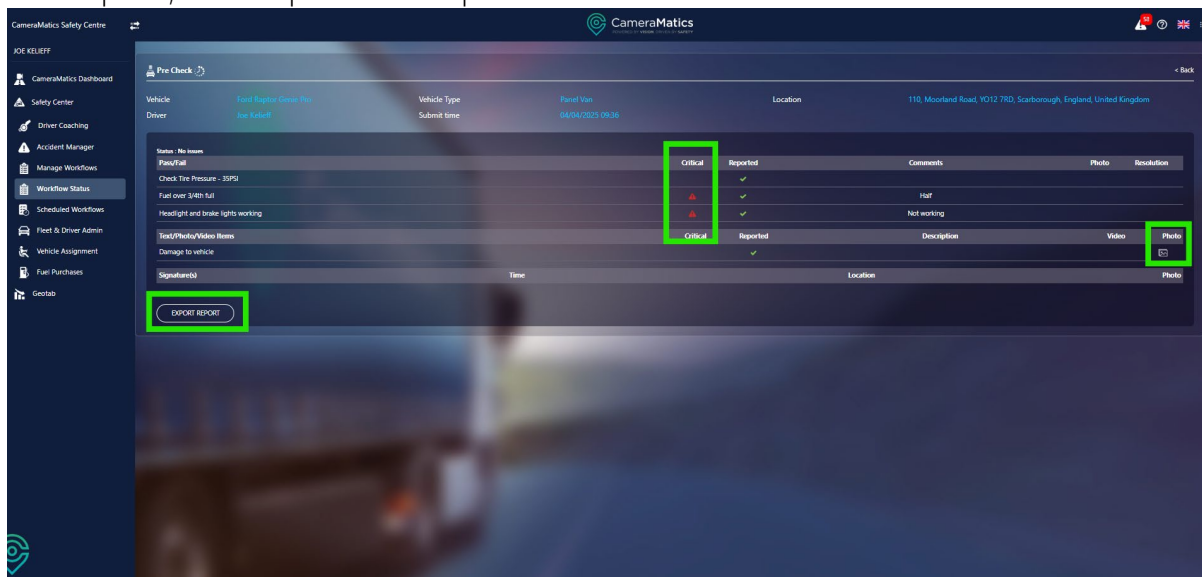 CameraMatics Safety Centre
CameraMatics
58
JOE KELIEFF
CameraMatics Dashboard
Safety Center
Driver Coaching
Accident Manager
Manage Workflows
Workflow Status
Scheduled Workflows
Fleet & Driver Admin
Vehicle Assignment
Fuel Purchases
Geotab
Pre Check
< Back
Vehicle Ford Raptor Genie Pro Vehicle Type Panel Van Location 110, Moorland Road, YO12 7RD, Scarborough, England, United Kingdom
Driver Joe Kelieff Submit time 04/04/2025 09:36
Status : No issues
Pass/Fail Critical Reported Comments Photo Resolution
Check Tire Pressure - 35PSI
Fuel over 3/4th full Half
Headlight and brake lights working Not working
Text/Photo/Video Items Critical Reported Description Video Photo
Damage to vehicle
Signature(s) Time Location Photo
EXPORT REPORT